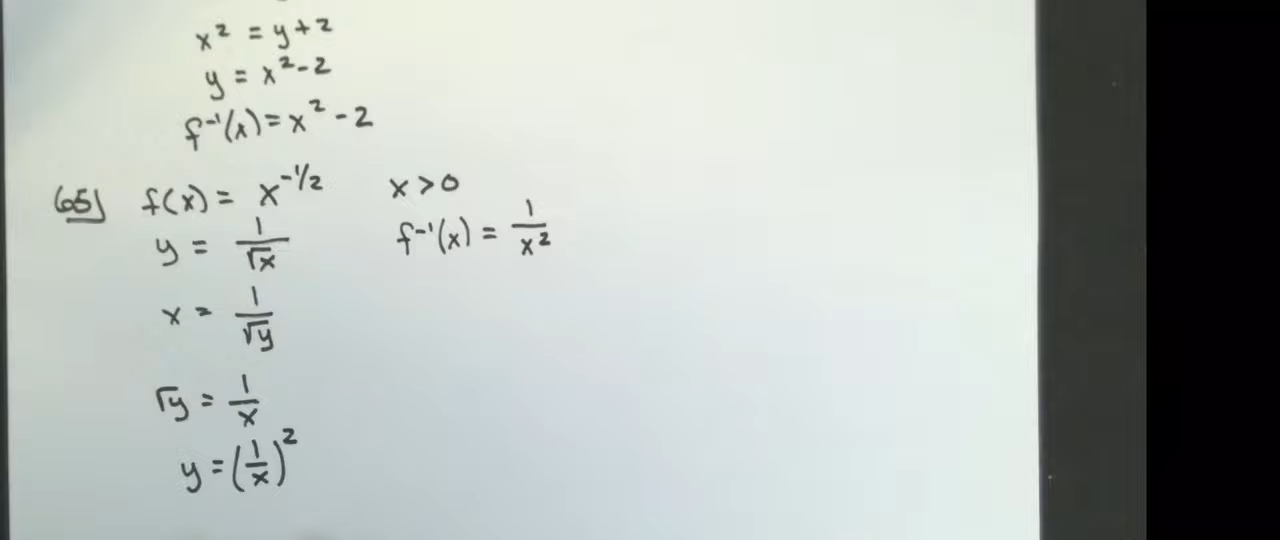 x² = y+2
y = x²-2
f⁻¹(x) = x² - 2
65) f(x) = x^{-1/2} x > 0
y = 1/√x f⁻¹(x) = 1/x²
x = 1/√y
√y = 1/x
y = (1/x)²